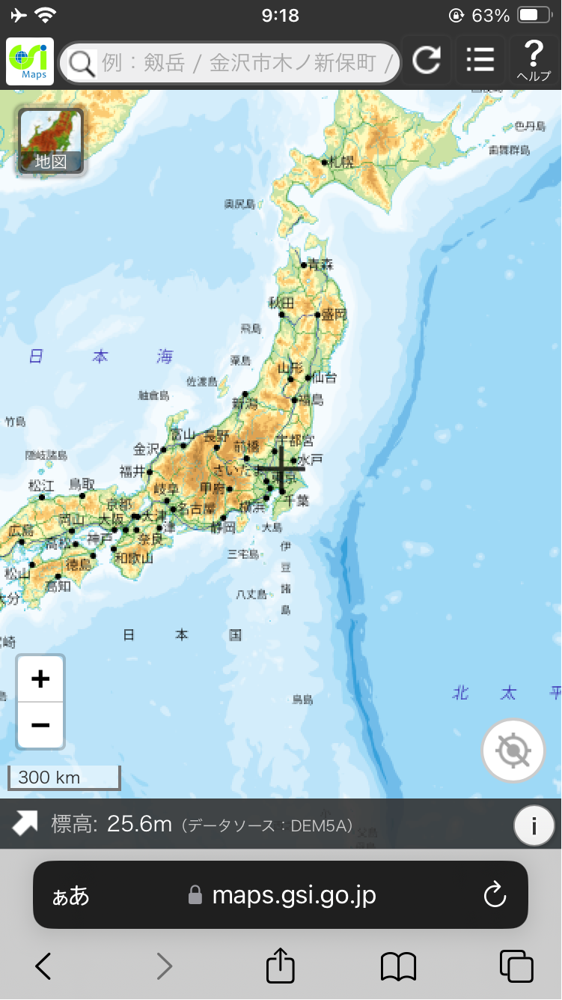 9:18
63%
GSI
Maps
例：剱岳 / 金沢市木ノ新保町 /
?
ヘルプ
地図
色丹島
歯舞群島
札幌
奥尻島
青森
秋田
盛岡
飛島
日本海
粟島
山形
仙台
佐渡島
舳倉島
新潟
福島
竹島
富山
長野
前橋
宇都宮
隠岐諸島
金沢
水戸
福井
さいたま
東京
松江
鳥取
岐阜
甲府
千葉
京都
大津
名古屋
横浜
岡山
大阪
津
静岡
大島
広島
高松
神戸
奈良
伊豆諸島
三宅島
和歌山
徳島
松山
高知
八丈島
大分
日本国
北太平
鳥島
+
−
300 km
標高: 25.6m（データソース：DEM5A）
i
父島
ぁあ
maps.gsi.go.jp